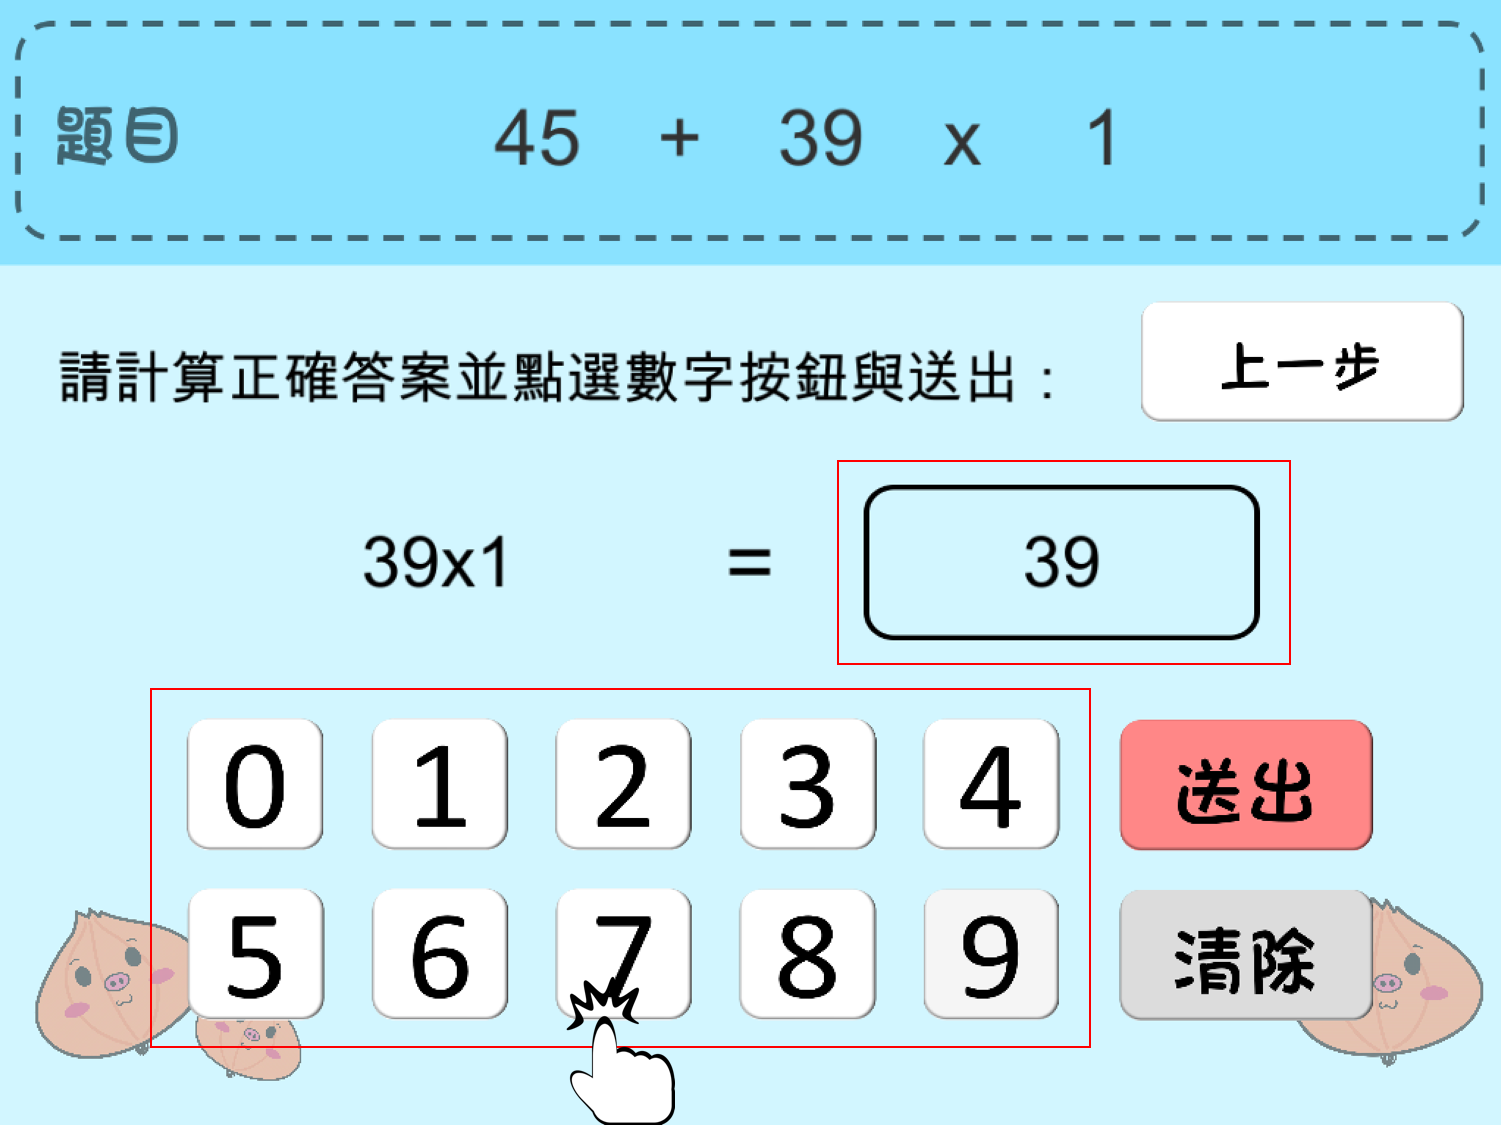 題目 45 + 39 x 1
請計算正確答案並點選數字按鈕與送出：
上一步
39x1 = 39
0 1 2 3 4 送出
5 6 7 8 9 清除